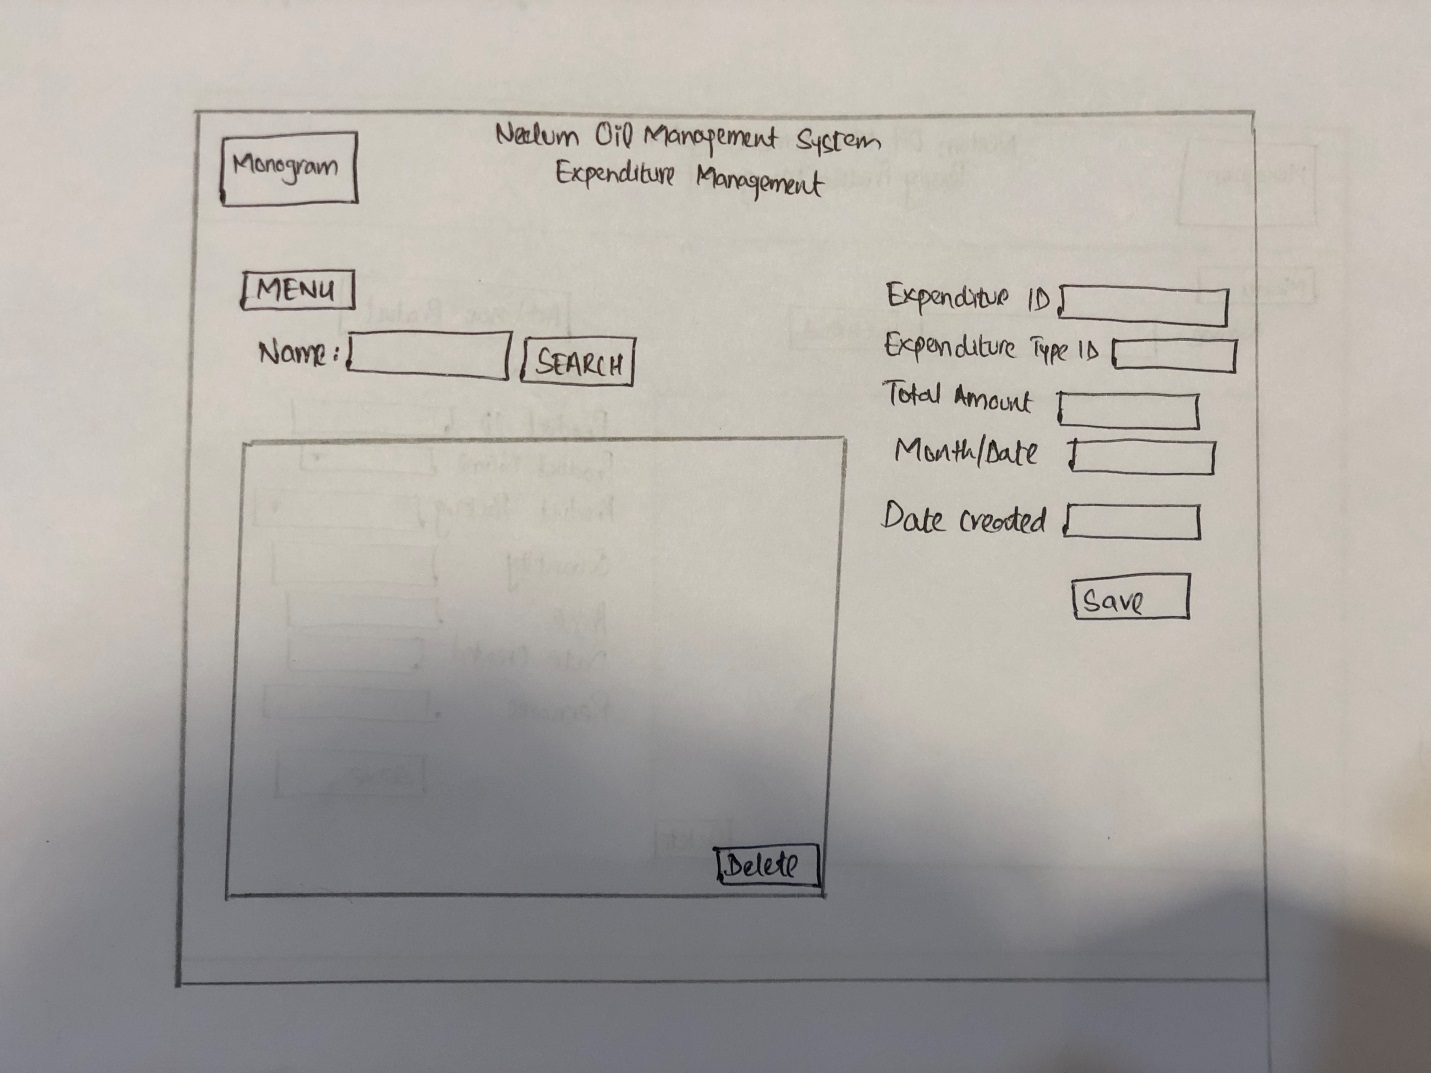 Neelum Oil Management System
Expenditure Management
Monogram
MENU
Name:
SEARCH
Delete
Expenditure ID
Expenditure Type ID
Total Amount
Month/Date
Date created
Save